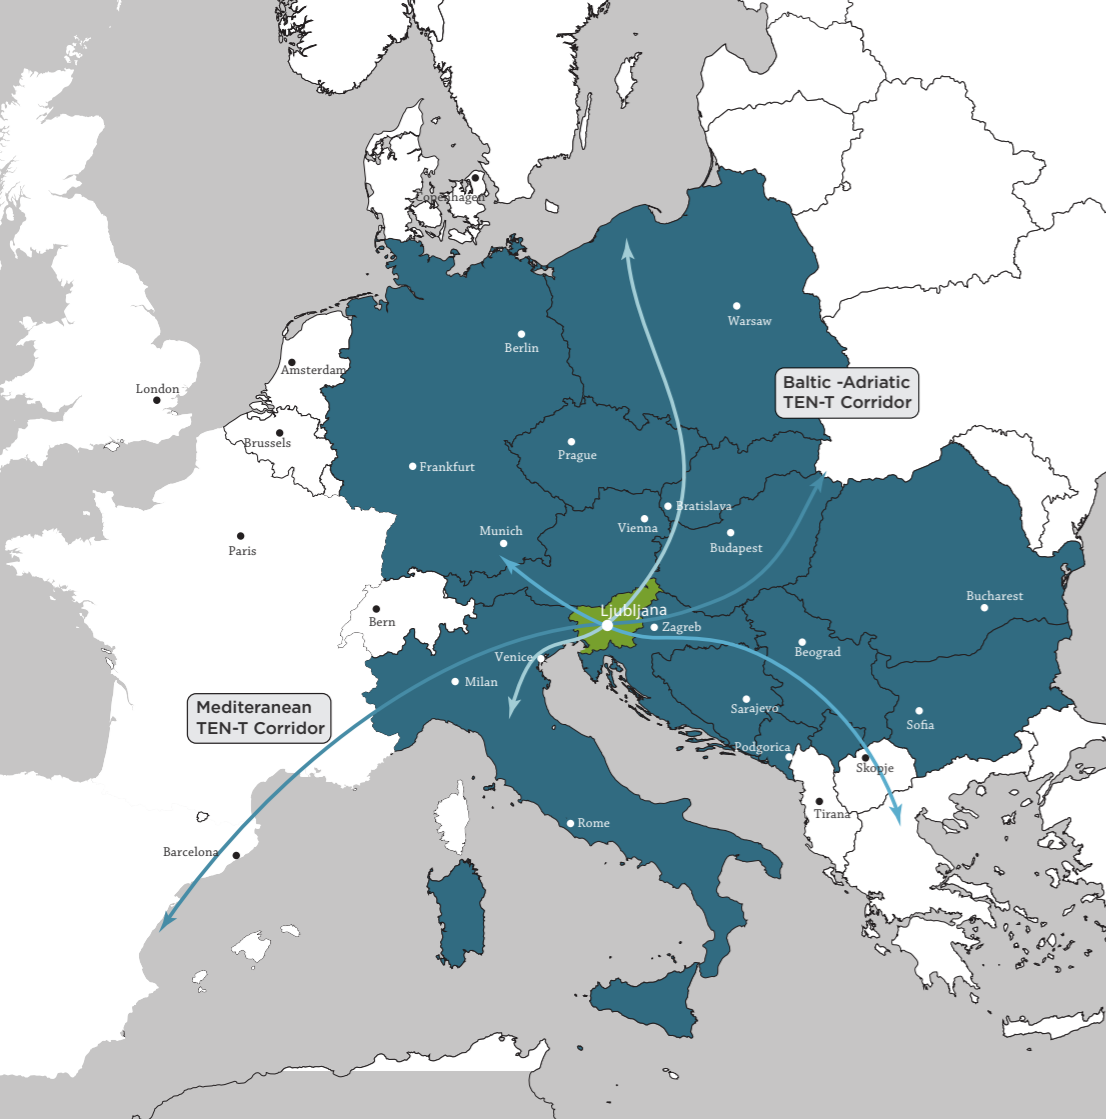 Copenhagen
Warsaw
Berlin
Amsterdam
Baltic -Adriatic
TEN-T Corridor
London
Brussels
Prague
Frankfurt
Bratislava
Vienna
Munich
Budapest
Paris
Bucharest
Ljubljana
Bern
Zagreb
Beograd
Venice
Milan
Mediteranean
TEN-T Corridor
Sarajevo
Sofia
Podgorica
Skopje
Tirana
Rome
Barcelona